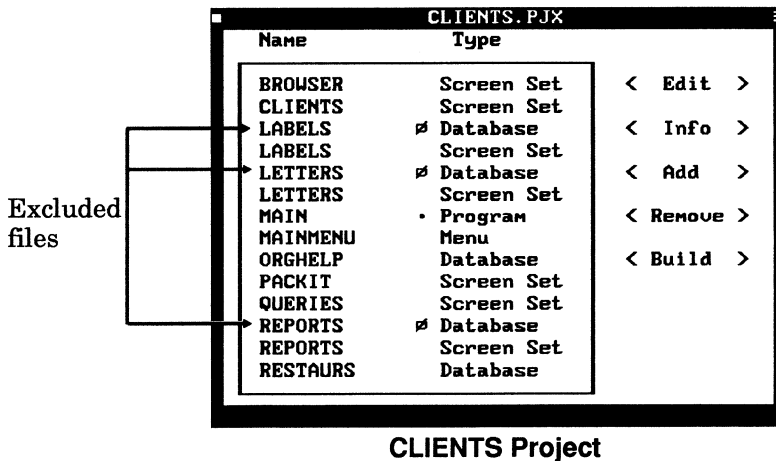 CLIENTS.PJX
Name Type
BROWSER Screen Set < Edit >
CLIENTS Screen Set
LABELS ø Database < Info >
LABELS Screen Set
LETTERS ø Database < Add >
LETTERS Screen Set
Excluded
files
MAIN • Program < Remove >
MAINMENU Menu
ORGHELP Database < Build >
PACKIT Screen Set
QUERIES Screen Set
REPORTS ø Database
REPORTS Screen Set
RESTAURS Database
CLIENTS Project